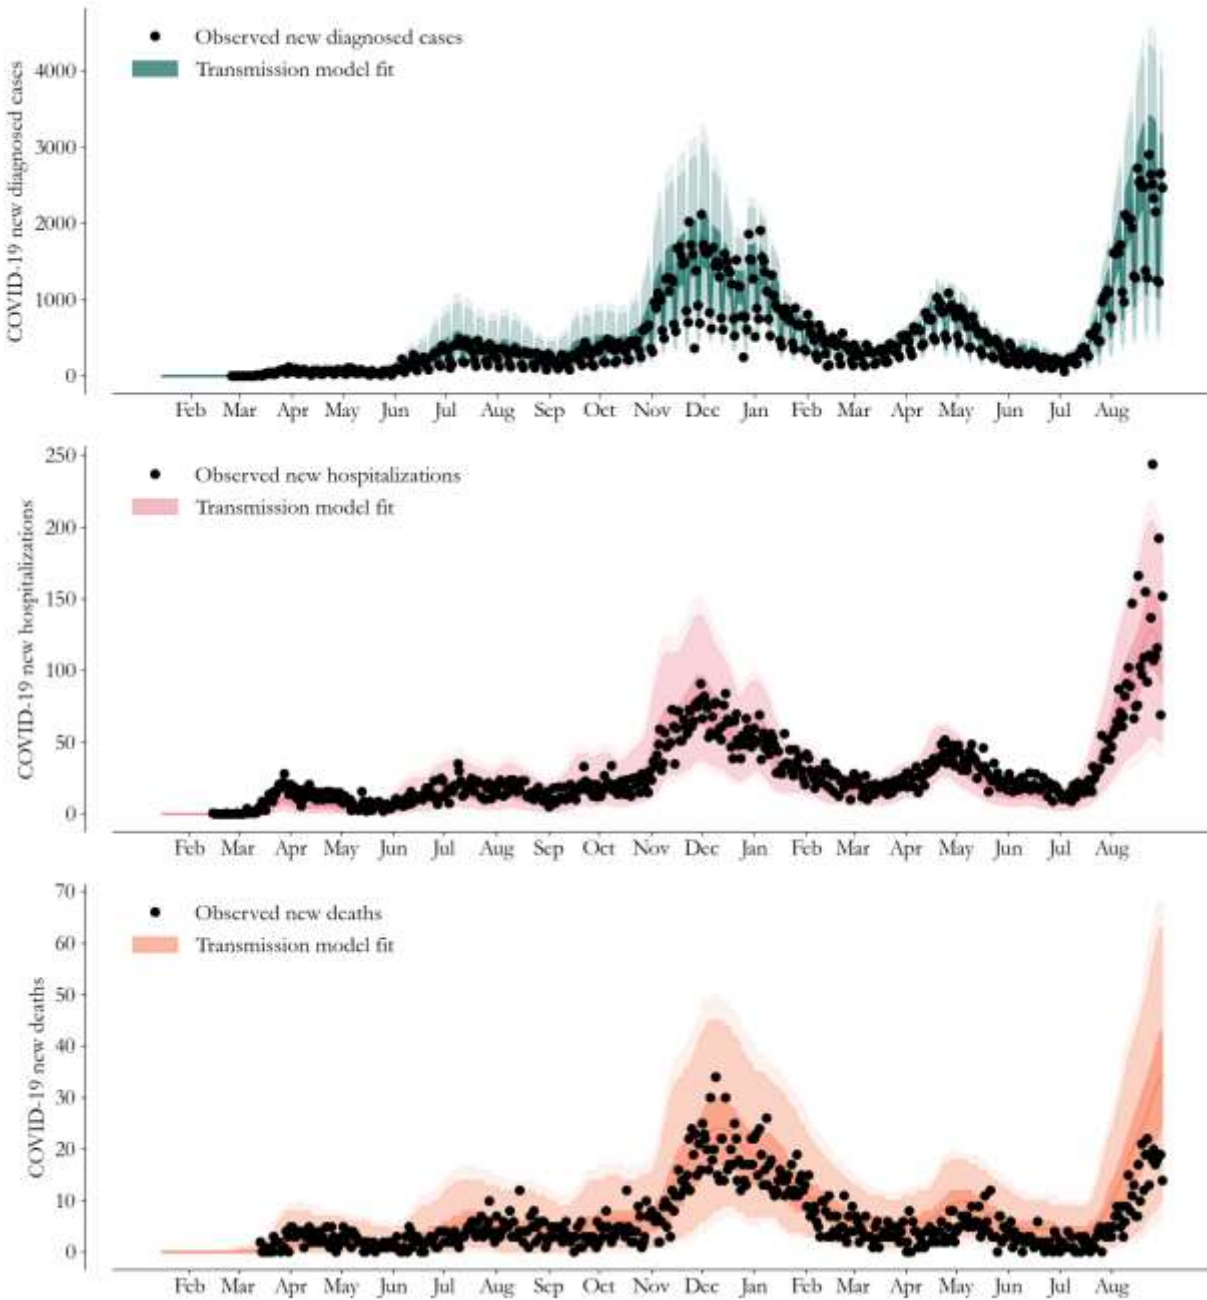 COVID-19 new diagnosed cases
Observed new diagnosed cases
Transmission model fit
4000
3000
2000
1000
0
Feb Mar Apr May Jun Jul Aug Sep Oct Nov Dec Jan Feb Mar Apr May Jun Jul Aug
COVID-19 new hospitalizations
Observed new hospitalizations
Transmission model fit
250
200
150
100
50
0
Feb Mar Apr May Jun Jul Aug Sep Oct Nov Dec Jan Feb Mar Apr May Jun Jul Aug
COVID-19 new deaths
Observed new deaths
Transmission model fit
70
60
50
40
30
20
10
0
Feb Mar Apr May Jun Jul Aug Sep Oct Nov Dec Jan Feb Mar Apr May Jun Jul Aug